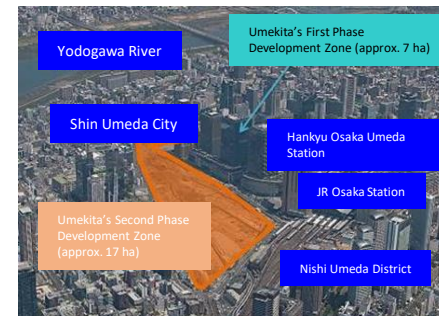 Umekita's First Phase
Development Zone (approx. 7 ha)
Yodogawa River
Shin Umeda City
Hankyu Osaka Umeda
Station
JR Osaka Station
Umekita's Second Phase
Development Zone
(approx. 17 ha)
Nishi Umeda District